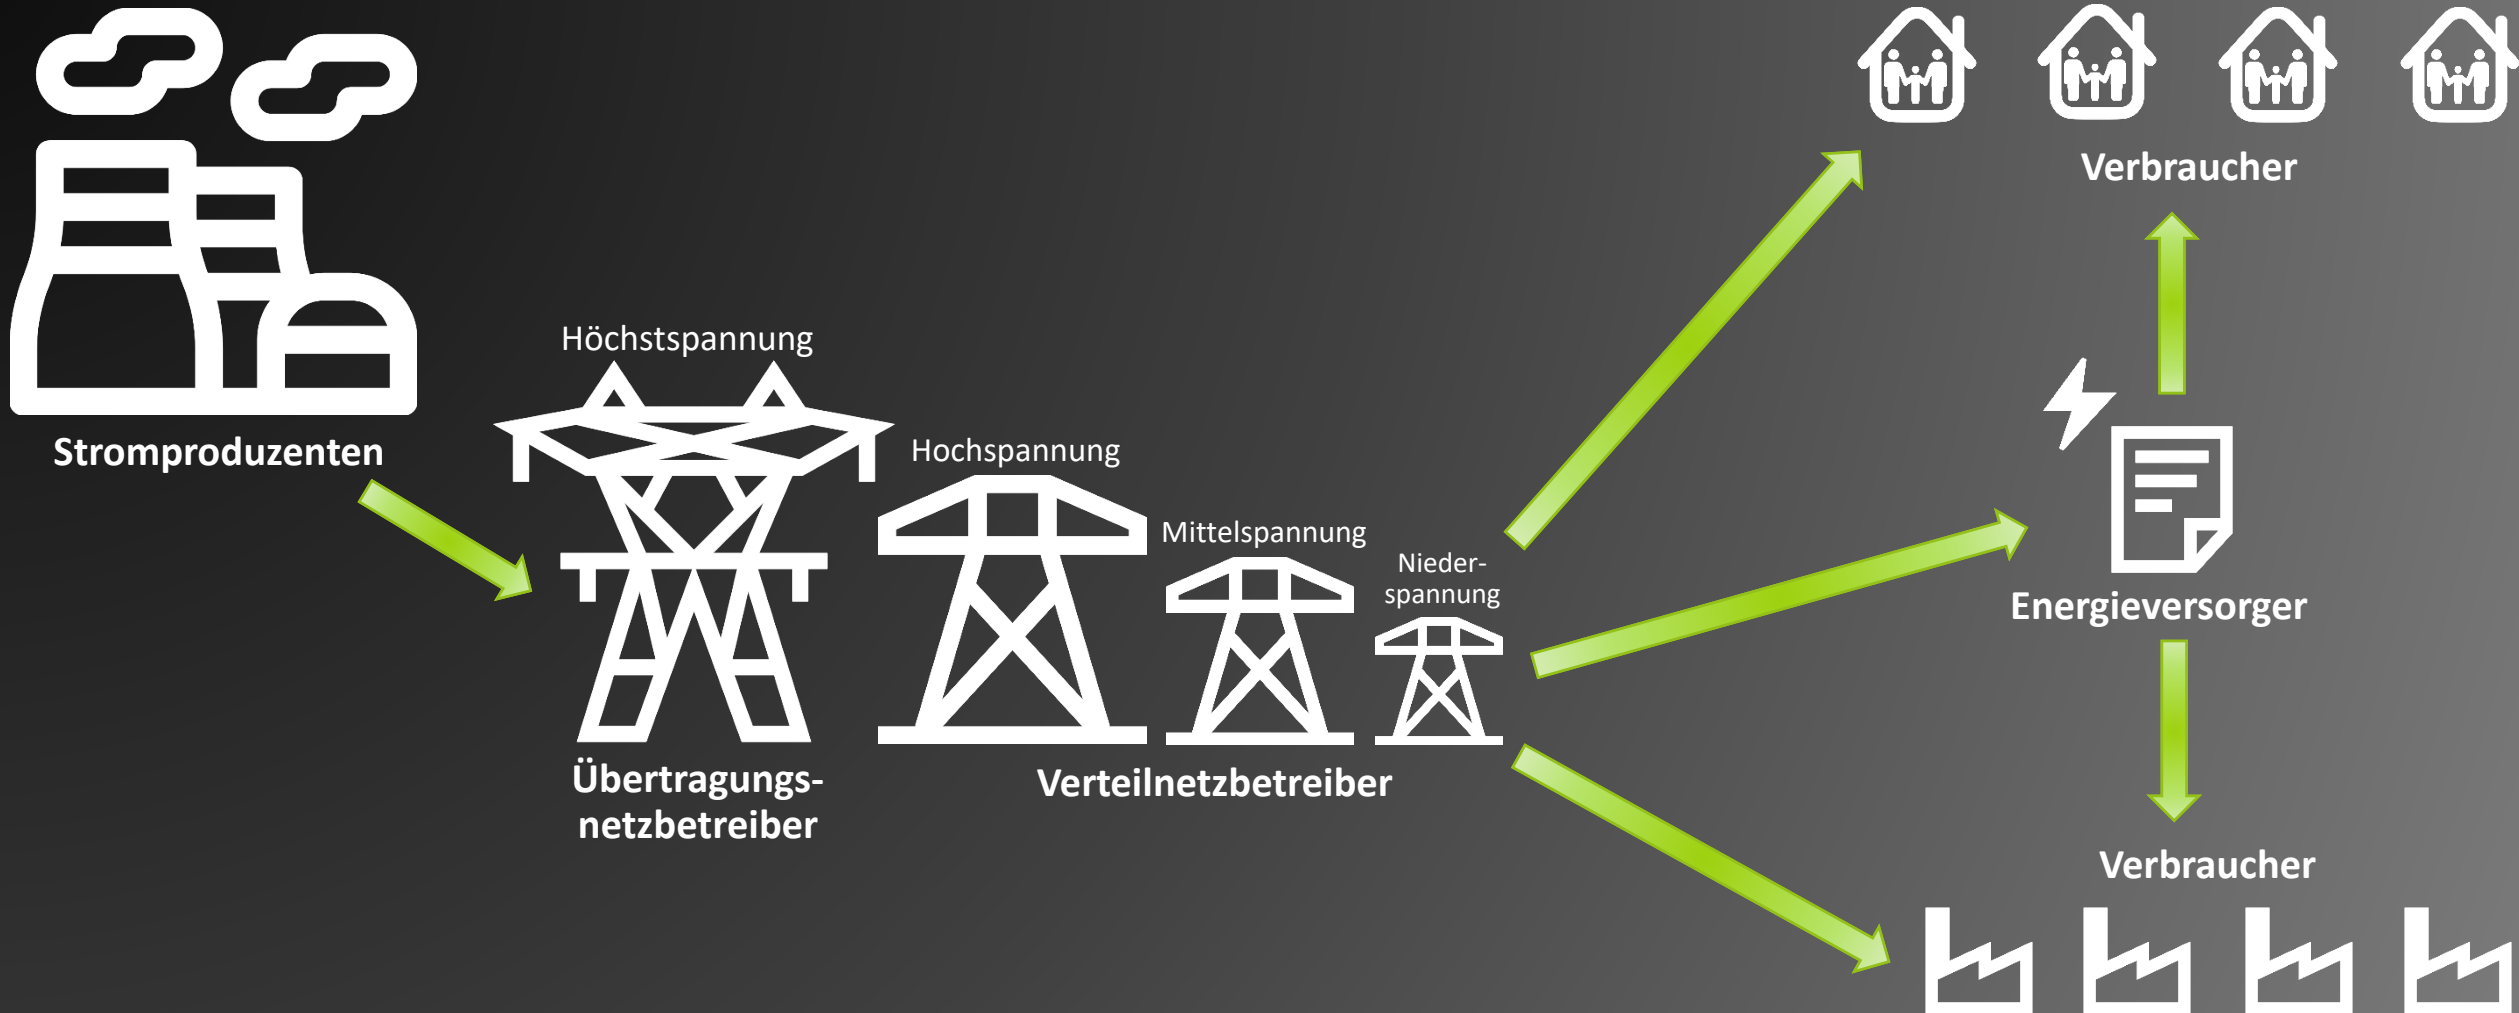 Verbraucher
Höchstspannung
Stromproduzenten
Hochspannung
Mittelspannung
Nieder-
spannung
Energieversorger
Übertragungs-
netzbetreiber
Verteilnetzbetreiber
Verbraucher